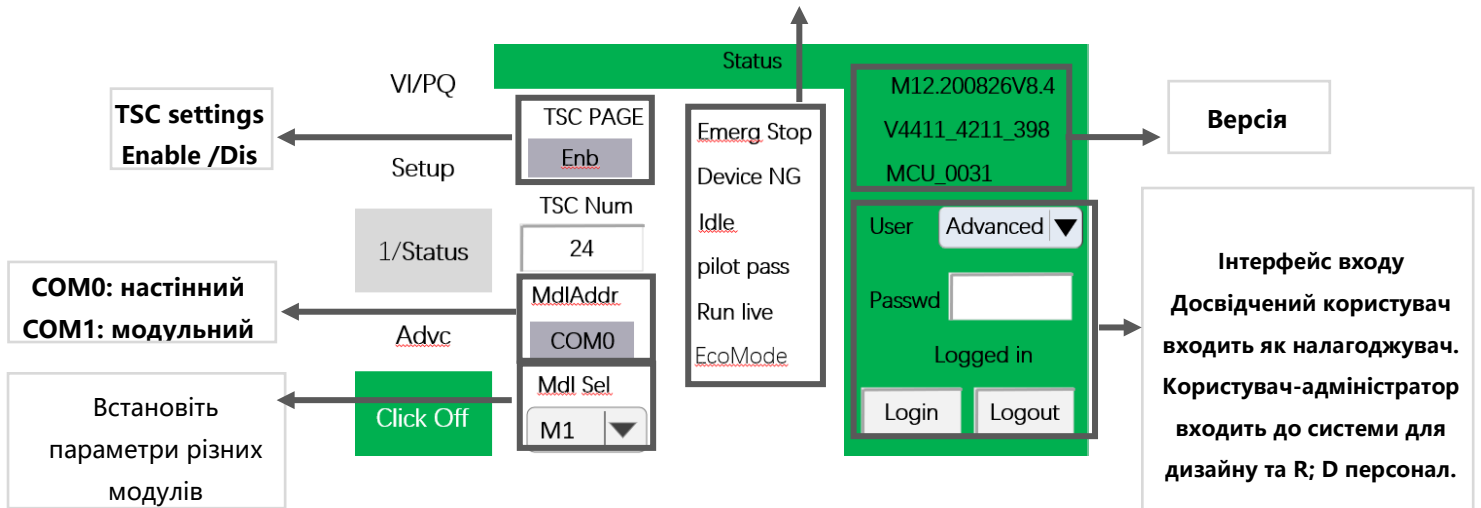 Status
VI/PQ
Setup
1/Status
Advc
Click Off
TSC settings
Enable /Dis
COM0: настінний
COM1: модульний
Встановіть
параметри різних
модулів
TSC PAGE
Enb
TSC Num
24
MdlAddr
COM0
Mdl Sel
M1
Emerg Stop
Device NG
Idle
pilot pass
Run live
EcoMode
M12.200826V8.4
V4411_4211_398
MCU_0031
User Advanced
Passwd
Logged in
Login Logout
Версія
Інтерфейс входу
Досвідчений користувач
входить як налагоджувач.
Користувач-адміністратор
входить до системи для
дизайну та R; D персонал.